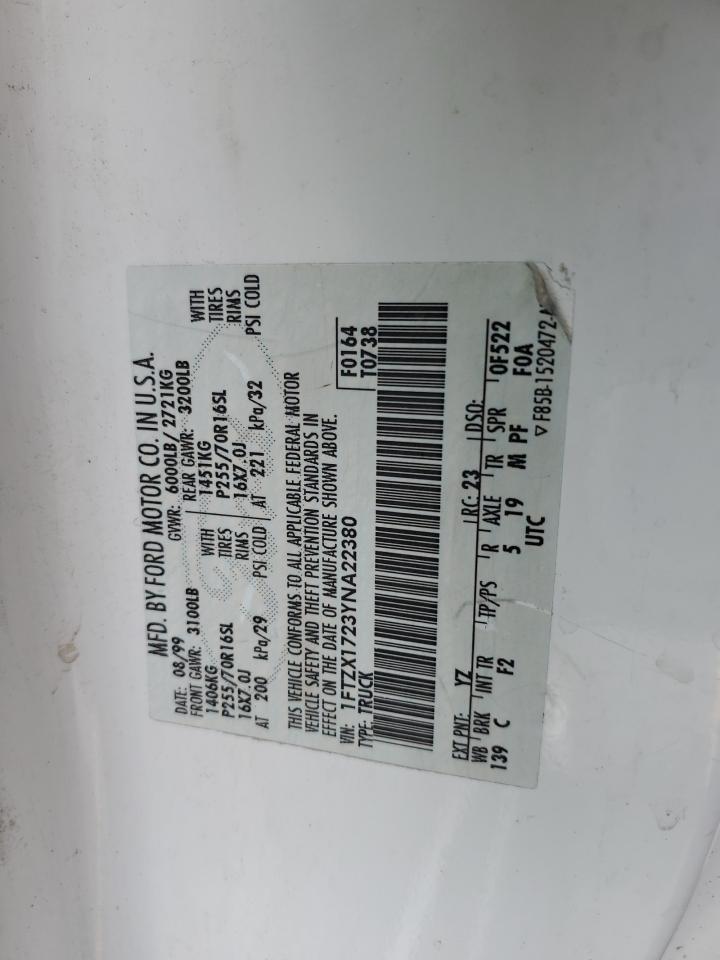 MFD. BY FORD MOTOR CO. IN U.S.A.
DATE: 08/99 GVWR: 6000LB/ 2721KG
FRONT GAWR: 3100LB REAR GAWR: 3200LB
1406KG WITH 1451KG WITH
P255/70R16SL TIRES P255/70R16SL TIRES
16X7.0J RIMS 16X7.0J RIMS
AT 200 kPa/29 PSI COLD AT 221 kPa/32 PSI COLD
THIS VEHICLE CONFORMS TO ALL APPLICABLE FEDERAL MOTOR
VEHICLE SAFETY AND THEFT PREVENTION STANDARDS IN
EFFECT ON THE DATE OF MANUFACTURE SHOWN ABOVE.
VIN: 1FTZX1723YNA22380 F0164
TYPE: TRUCK T0738
EXT PNT: YZ RC: 23 DSO:
WB BRK INT TR TP/PS R AXLE TR SPR 0F522
139 C F2 5 19 M PF F0A
UTC ▽F85B-1520472-